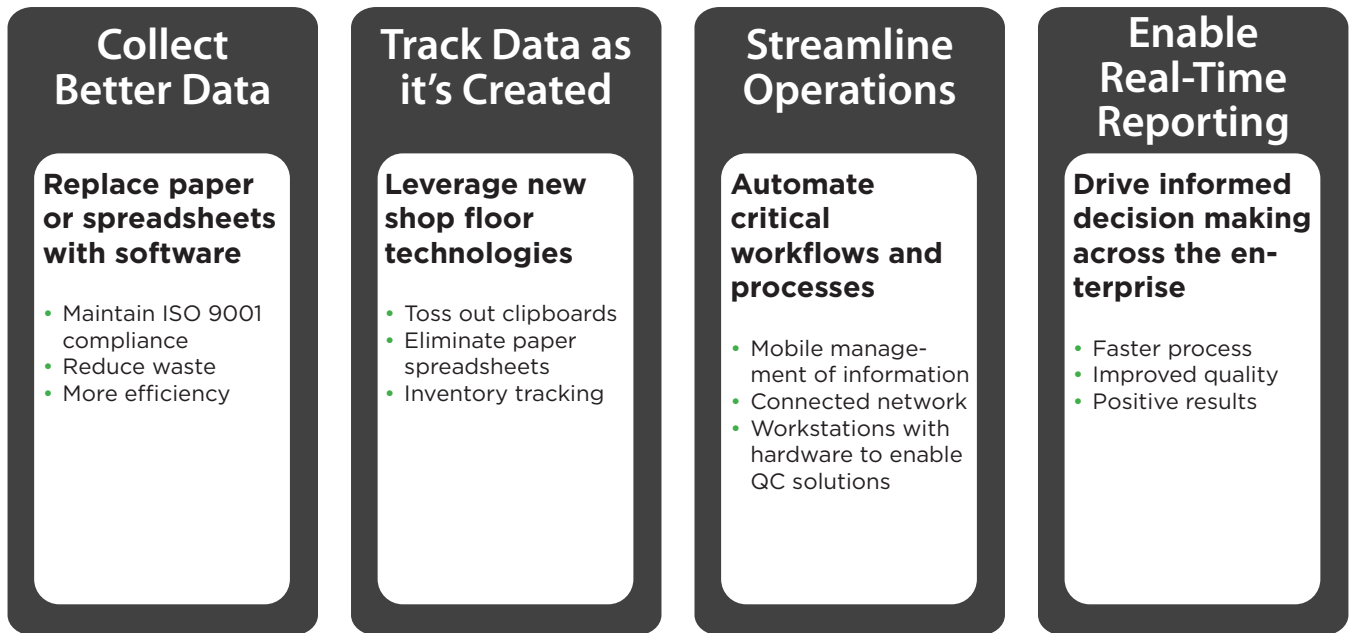 Collect
Better Data
Replace paper
or spreadsheets
with software
• Maintain ISO 9001
compliance
• Reduce waste
• More efficiency
Track Data as
it's Created
Leverage new
shop floor
technologies
• Toss out clipboards
• Eliminate paper
spreadsheets
• Inventory tracking
Streamline
Operations
Automate
critical
workflows and
processes
• Mobile manage-
ment of information
• Connected network
• Workstations with
hardware to enable
QC solutions
Enable
Real-Time
Reporting
Drive informed
decision making
across the en-
terprise
• Faster process
• Improved quality
• Positive results